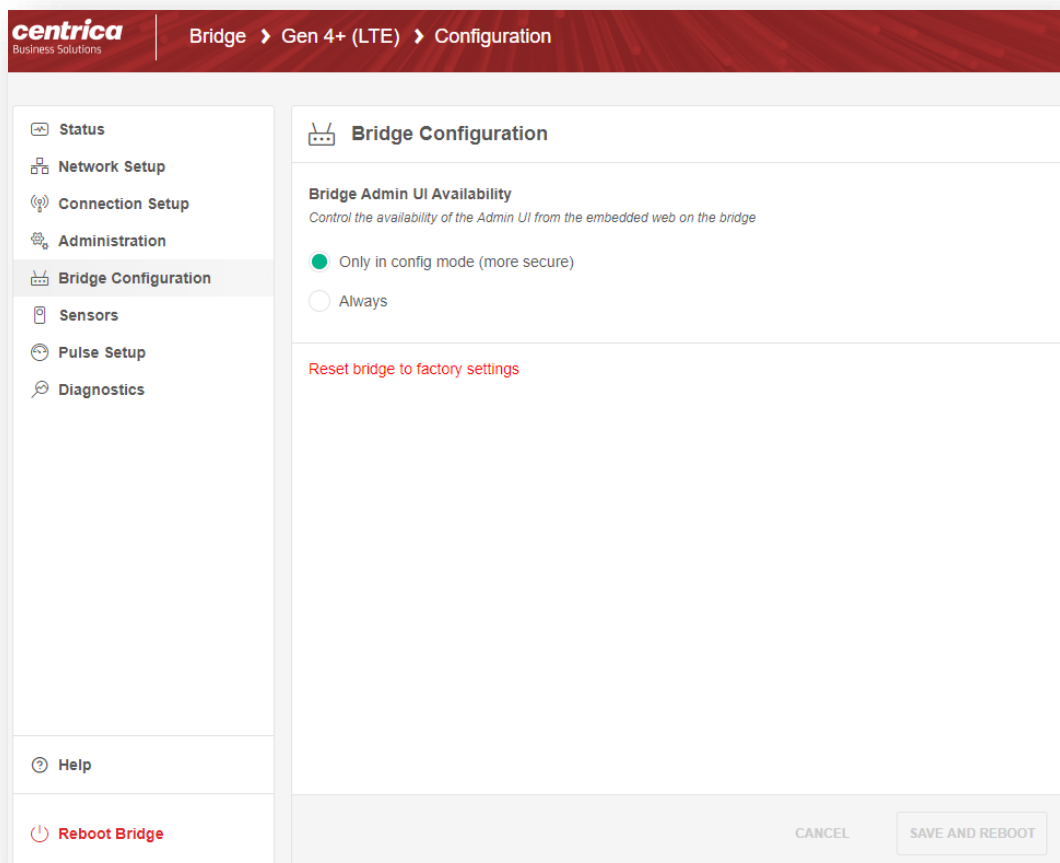 centrica
Business Solutions
Bridge > Gen 4+ (LTE) > Configuration
Status
Network Setup
Connection Setup
Administration
Bridge Configuration
Sensors
Pulse Setup
Diagnostics
Help
Reboot Bridge
Bridge Configuration
Bridge Admin UI Availability
Control the availability of the Admin UI from the embedded web on the bridge
Only in config mode (more secure)
Always
Reset bridge to factory settings
CANCEL SAVE AND REBOOT